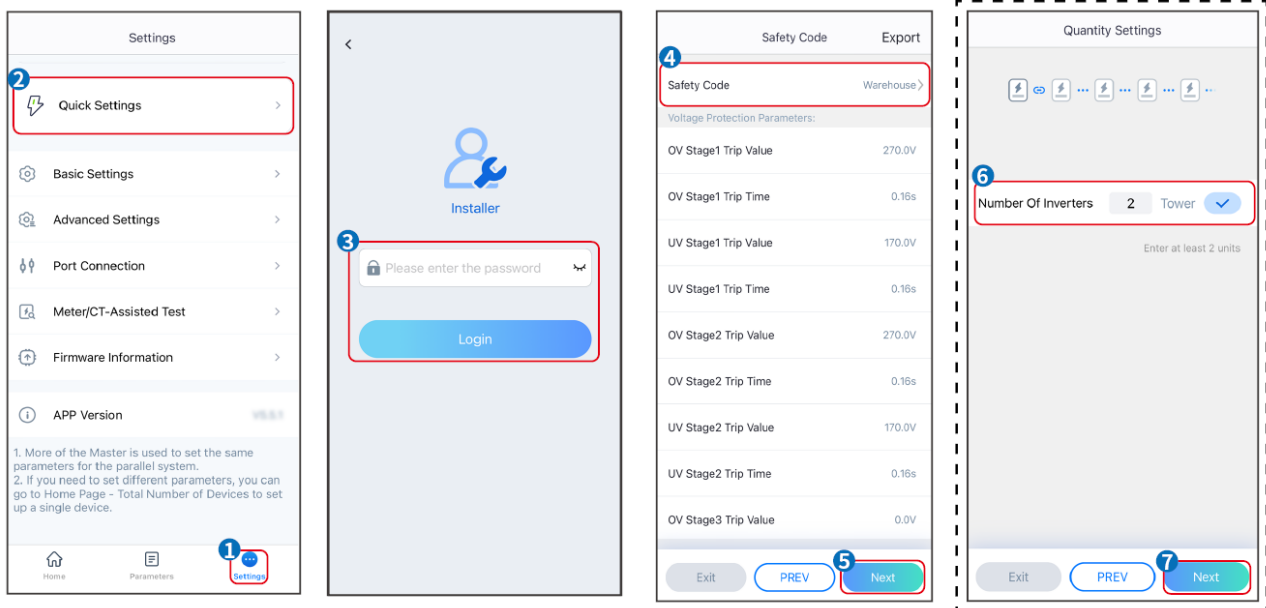 Settings
2
Quick Settings
Basic Settings
Advanced Settings
Port Connection
Meter/CT-Assisted Test
Firmware Information
APP Version
1. More of the Master is used to set the same
parameters for the parallel system.
2. If you need to set different parameters, you can
go to Home Page - Total Number of Devices to set
up a single device.
1
Home Parameters Settings
Installer
3
Please enter the password
Login
Safety Code Export
4
Safety Code Warehouse
Voltage Protection Parameters:
OV Stage1 Trip Value 270.0V
OV Stage1 Trip Time 0.16s
UV Stage1 Trip Value 170.0V
UV Stage1 Trip Time 0.16s
OV Stage2 Trip Value 270.0V
OV Stage2 Trip Time 0.16s
UV Stage2 Trip Value 170.0V
UV Stage2 Trip Time 0.16s
OV Stage3 Trip Value 0.0V
5
Exit PREV Next
Quantity Settings
6
Number Of Inverters 2 Tower
Enter at least 2 units
7
Exit PREV Next